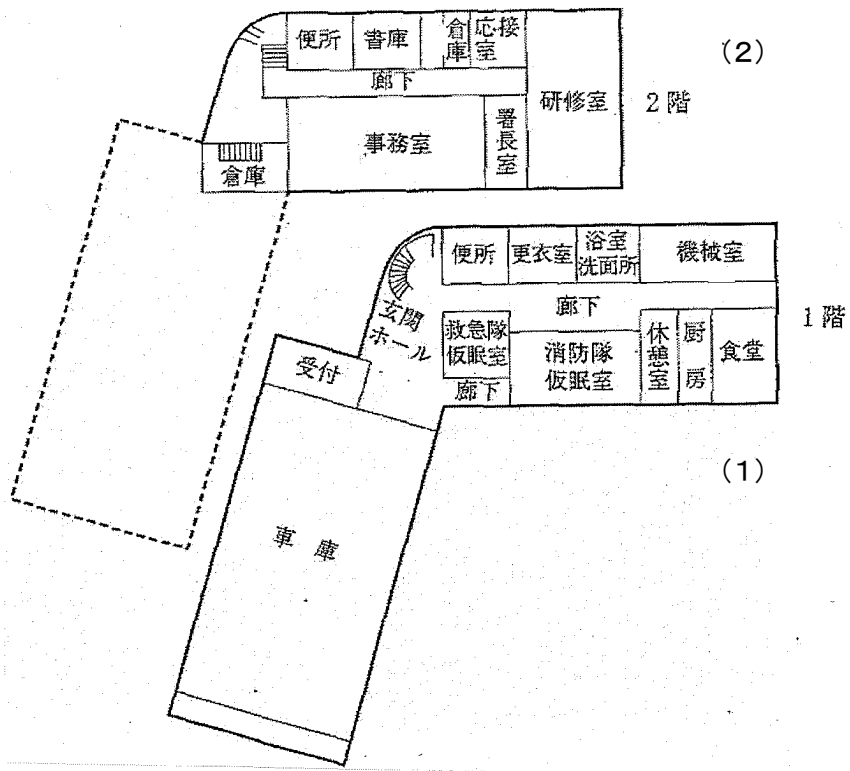 便所
書庫
倉庫
応接室
(2)
廊下
研修室
2階
事務室
署長室
倉庫
便所
更衣室
浴室
洗面所
機械室
廊下
1階
玄関
ホール
救急隊
仮眠室
消防隊
仮眠室
休憩室
厨房
食堂
受付
廊下
(1)
車庫